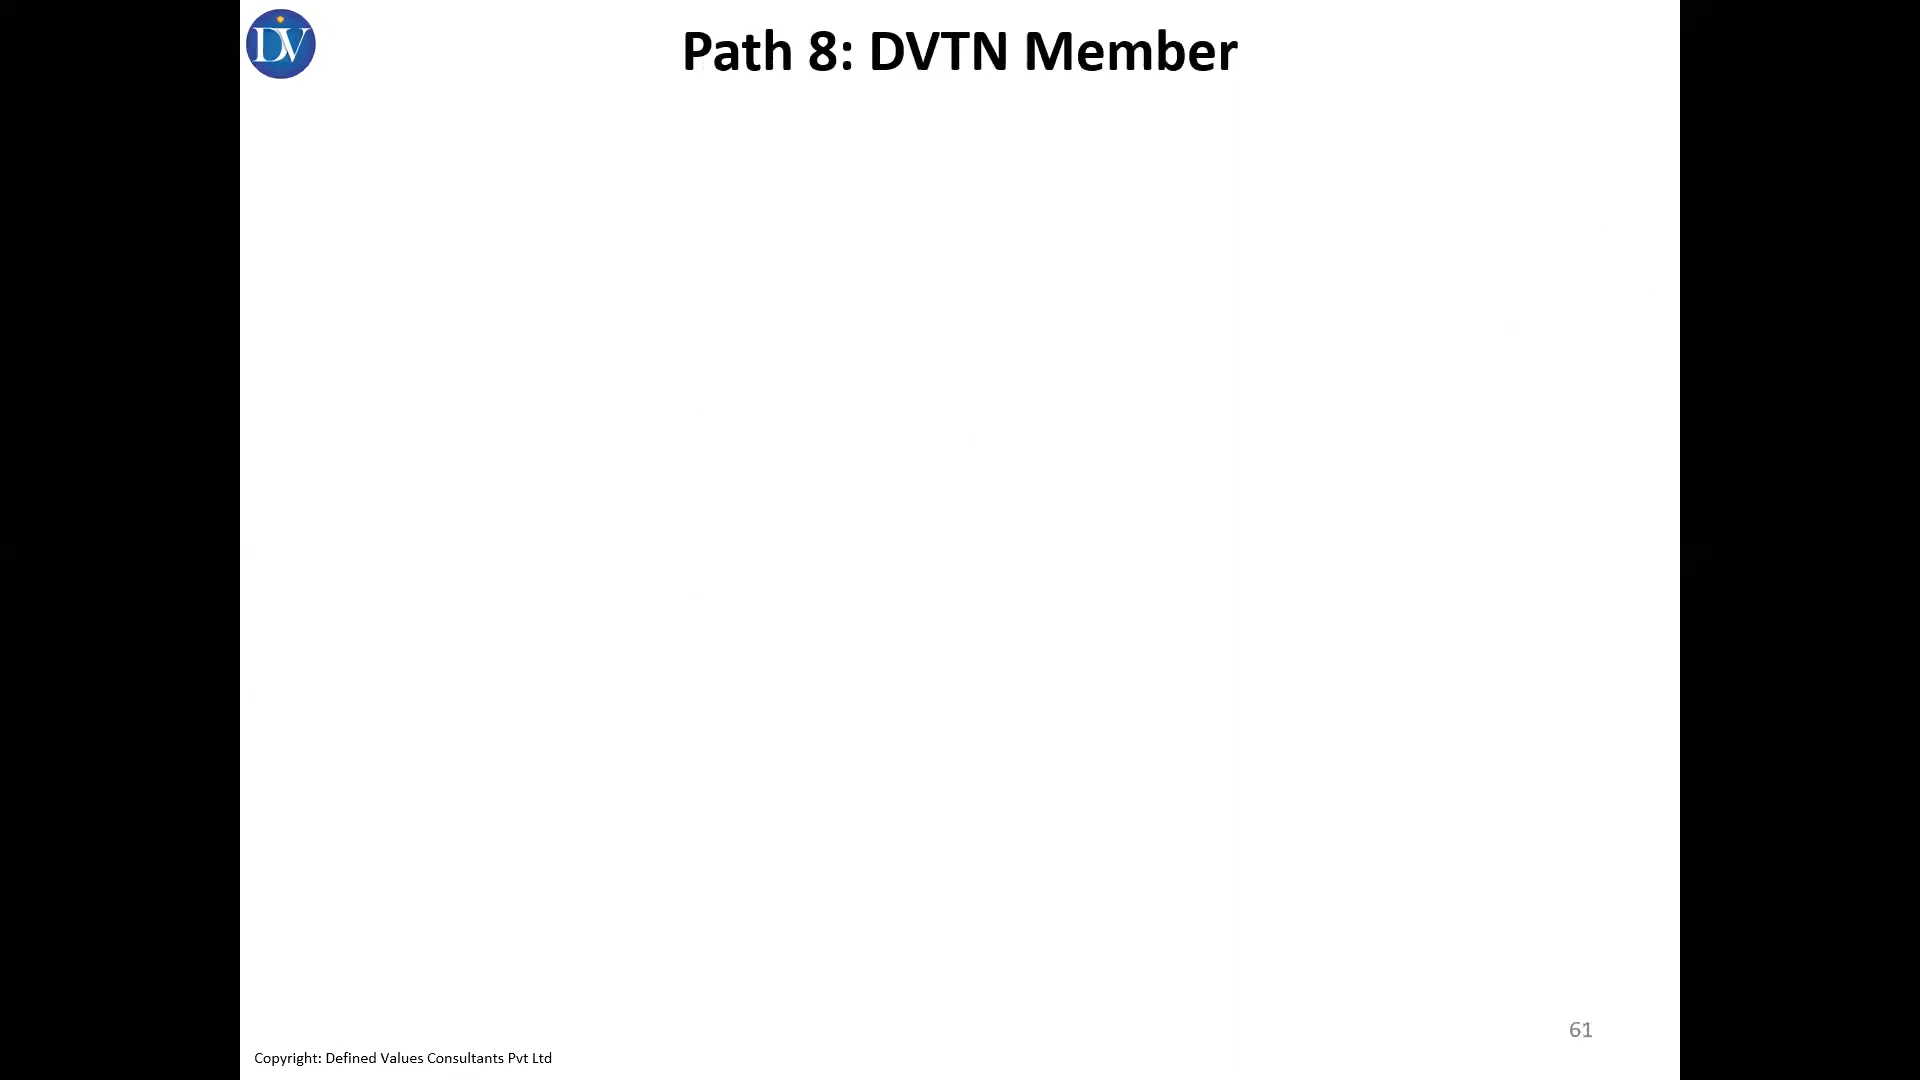 DV
Path 8: DVTN Member
61
Copyright: Defined Values Consultants Pvt Ltd